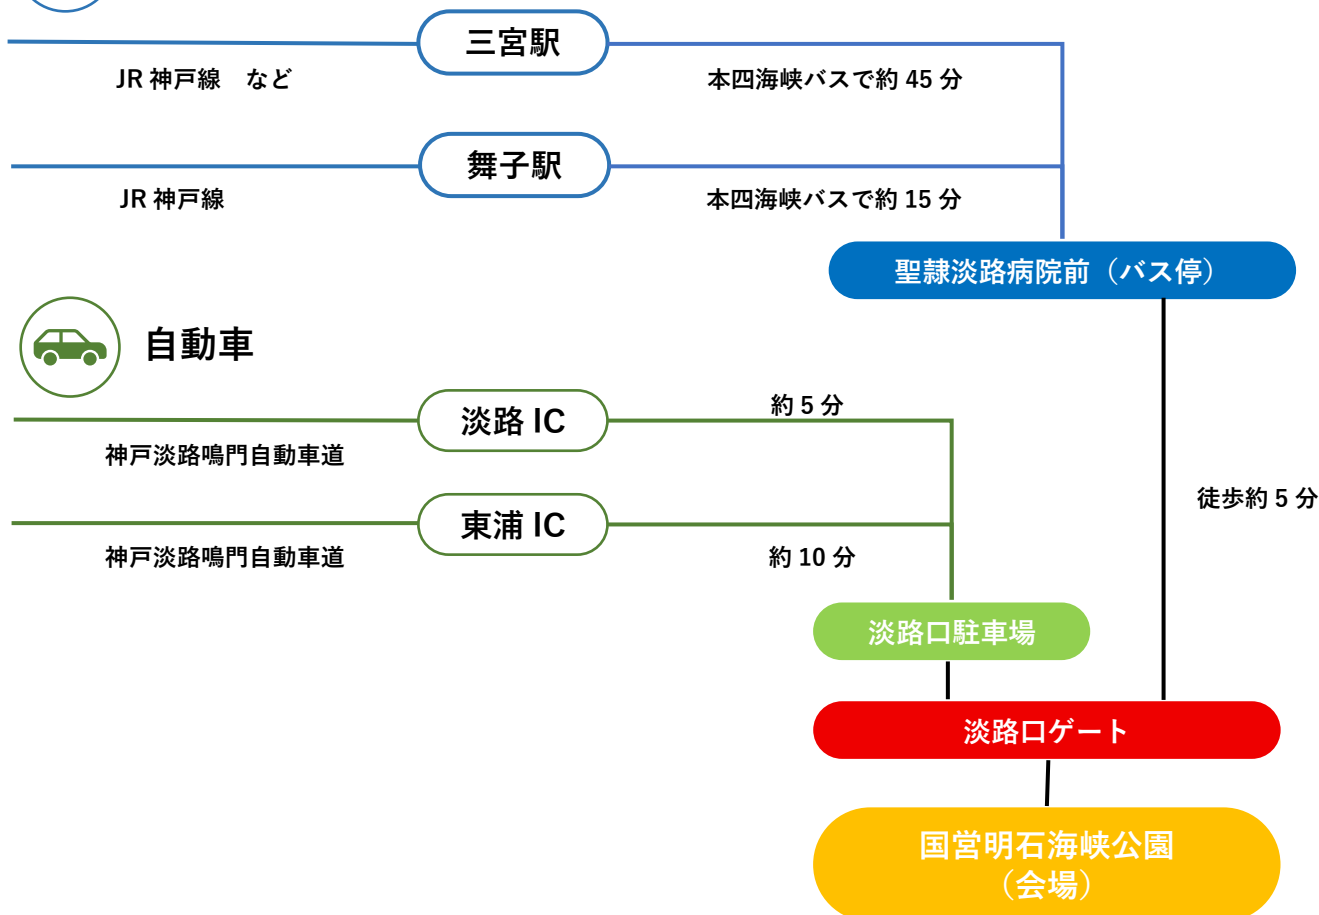 三宮駅
JR 神戸線　など
本四海峡バスで約 45 分
舞子駅
JR 神戸線
本四海峡バスで約 15 分
聖隷淡路病院前（バス停）
自動車
淡路 IC
約 5 分
神戸淡路鳴門自動車道
徒歩約 5 分
東浦 IC
神戸淡路鳴門自動車道
約 10 分
淡路口駐車場
淡路口ゲート
国営明石海峡公園
（会場）